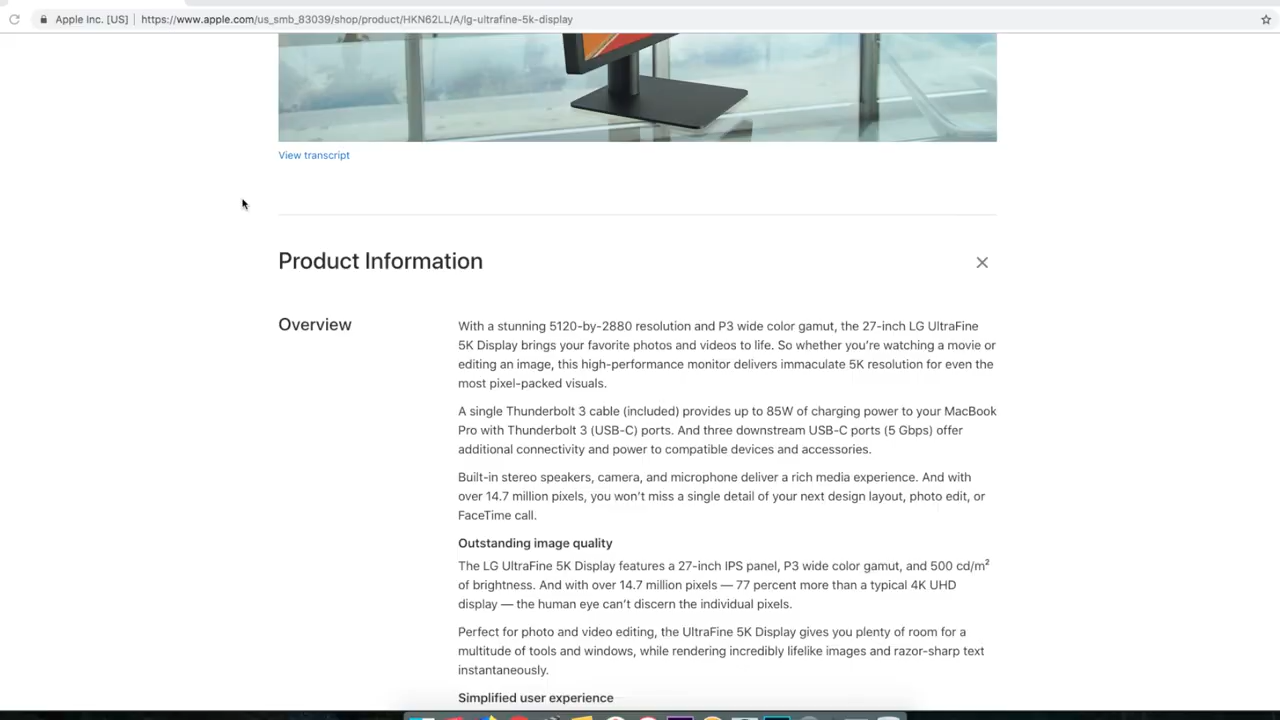 Apple Inc. [US] https://www.apple.com/us_smb_83039/shop/product/HKN62LL/A/lg-ultrafine-5k-display
View transcript
Product Information
Overview
With a stunning 5120-by-2880 resolution and P3 wide color gamut, the 27-inch LG UltraFine
5K Display brings your favorite photos and videos to life. So whether you’re watching a movie or
editing an image, this high-performance monitor delivers immaculate 5K resolution for even the
most pixel-packed visuals.
A single Thunderbolt 3 cable (included) provides up to 85W of charging power to your MacBook
Pro with Thunderbolt 3 (USB-C) ports. And three downstream USB-C ports (5 Gbps) offer
additional connectivity and power to compatible devices and accessories.
Built-in stereo speakers, camera, and microphone deliver a rich media experience. And with
over 14.7 million pixels, you won’t miss a single detail of your next design layout, photo edit, or
FaceTime call.
Outstanding image quality
The LG UltraFine 5K Display features a 27-inch IPS panel, P3 wide color gamut, and 500 cd/m²
of brightness. And with over 14.7 million pixels — 77 percent more than a typical 4K UHD
display — the human eye can’t discern the individual pixels.
Perfect for photo and video editing, the UltraFine 5K Display gives you plenty of room for a
multitude of tools and windows, while rendering incredibly lifelike images and razor-sharp text
instantaneously.
Simplified user experience